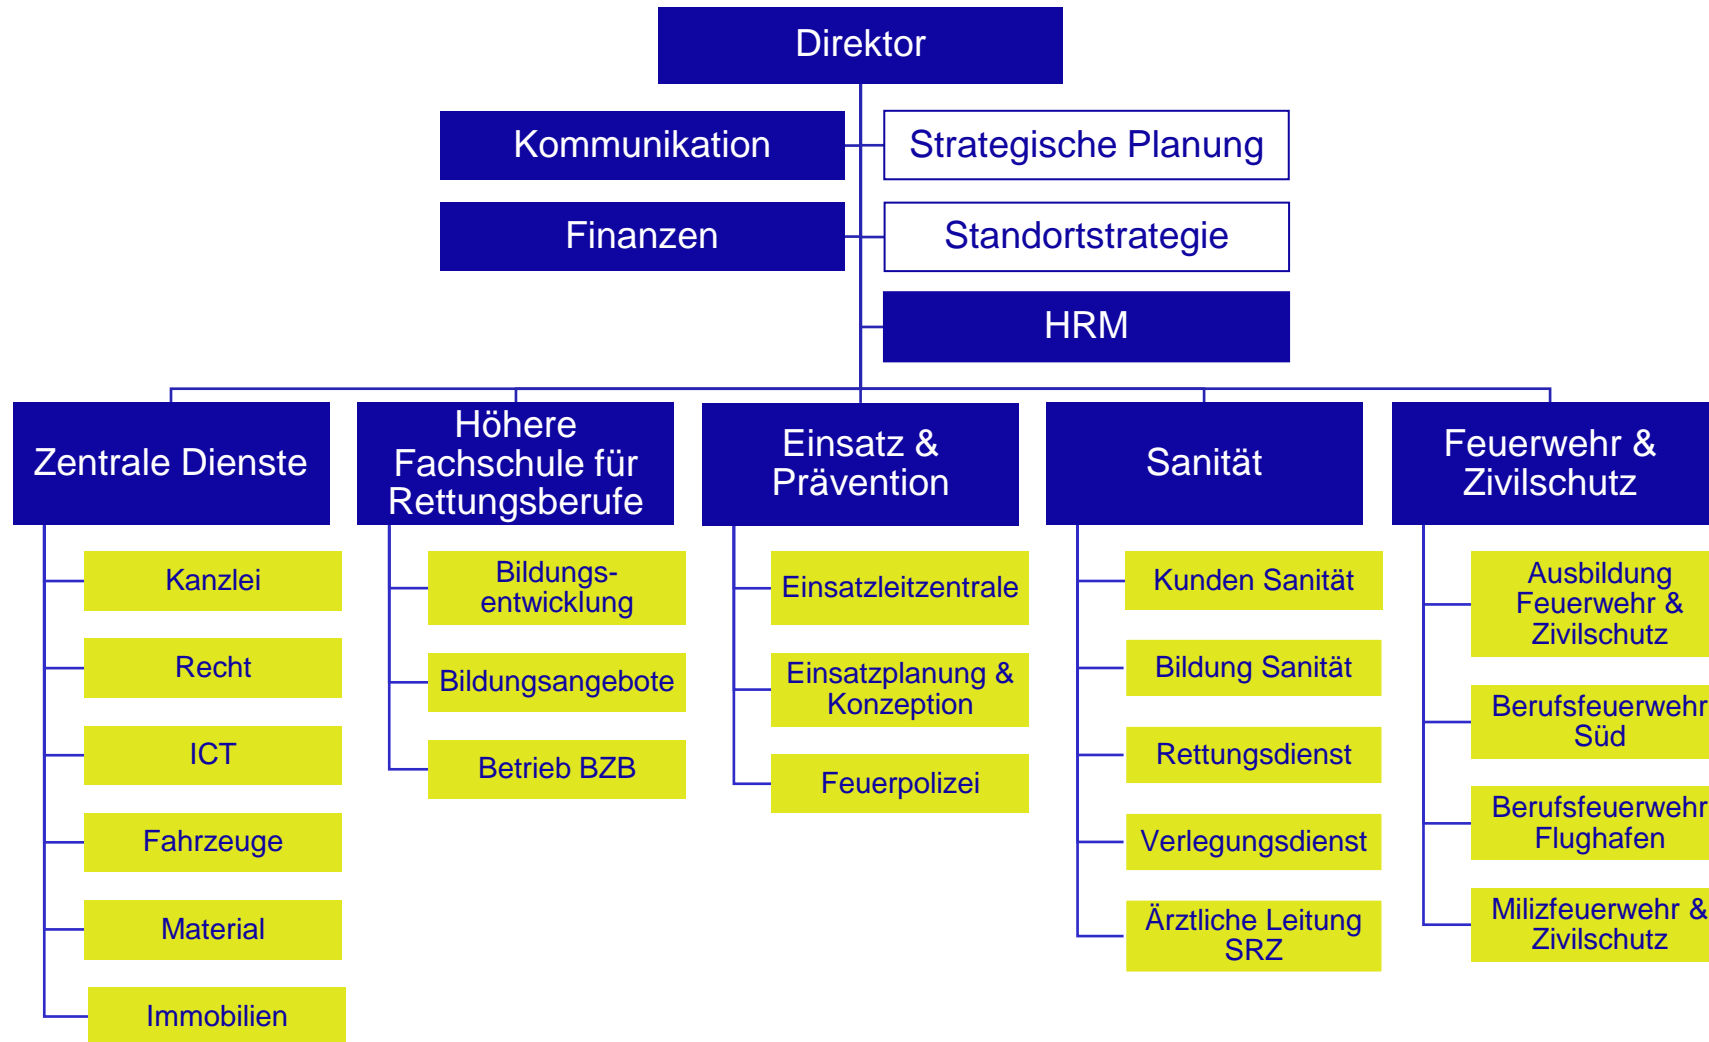 Direktor
Kommunikation
Strategische Planung
Finanzen
Standortstrategie
HRM
Zentrale Dienste
Höhere
Fachschule für
Rettungsberufe
Einsatz &
Prävention
Sanität
Feuerwehr &
Zivilschutz
Kanzlei
Recht
ICT
Fahrzeuge
Material
Immobilien
Bildungs-
entwicklung
Bildungsangebote
Betrieb BZB
Einsatzleitzentrale
Einsatzplanung &
Konzeption
Feuerpolizei
Kunden Sanität
Bildung Sanität
Rettungsdienst
Verlegungsdienst
Ärztliche Leitung
SRZ
Ausbildung
Feuerwehr &
Zivilschutz
Berufsfeuerwehr
Süd
Berufsfeuerwehr
Flughafen
Milizfeuerwehr &
Zivilschutz